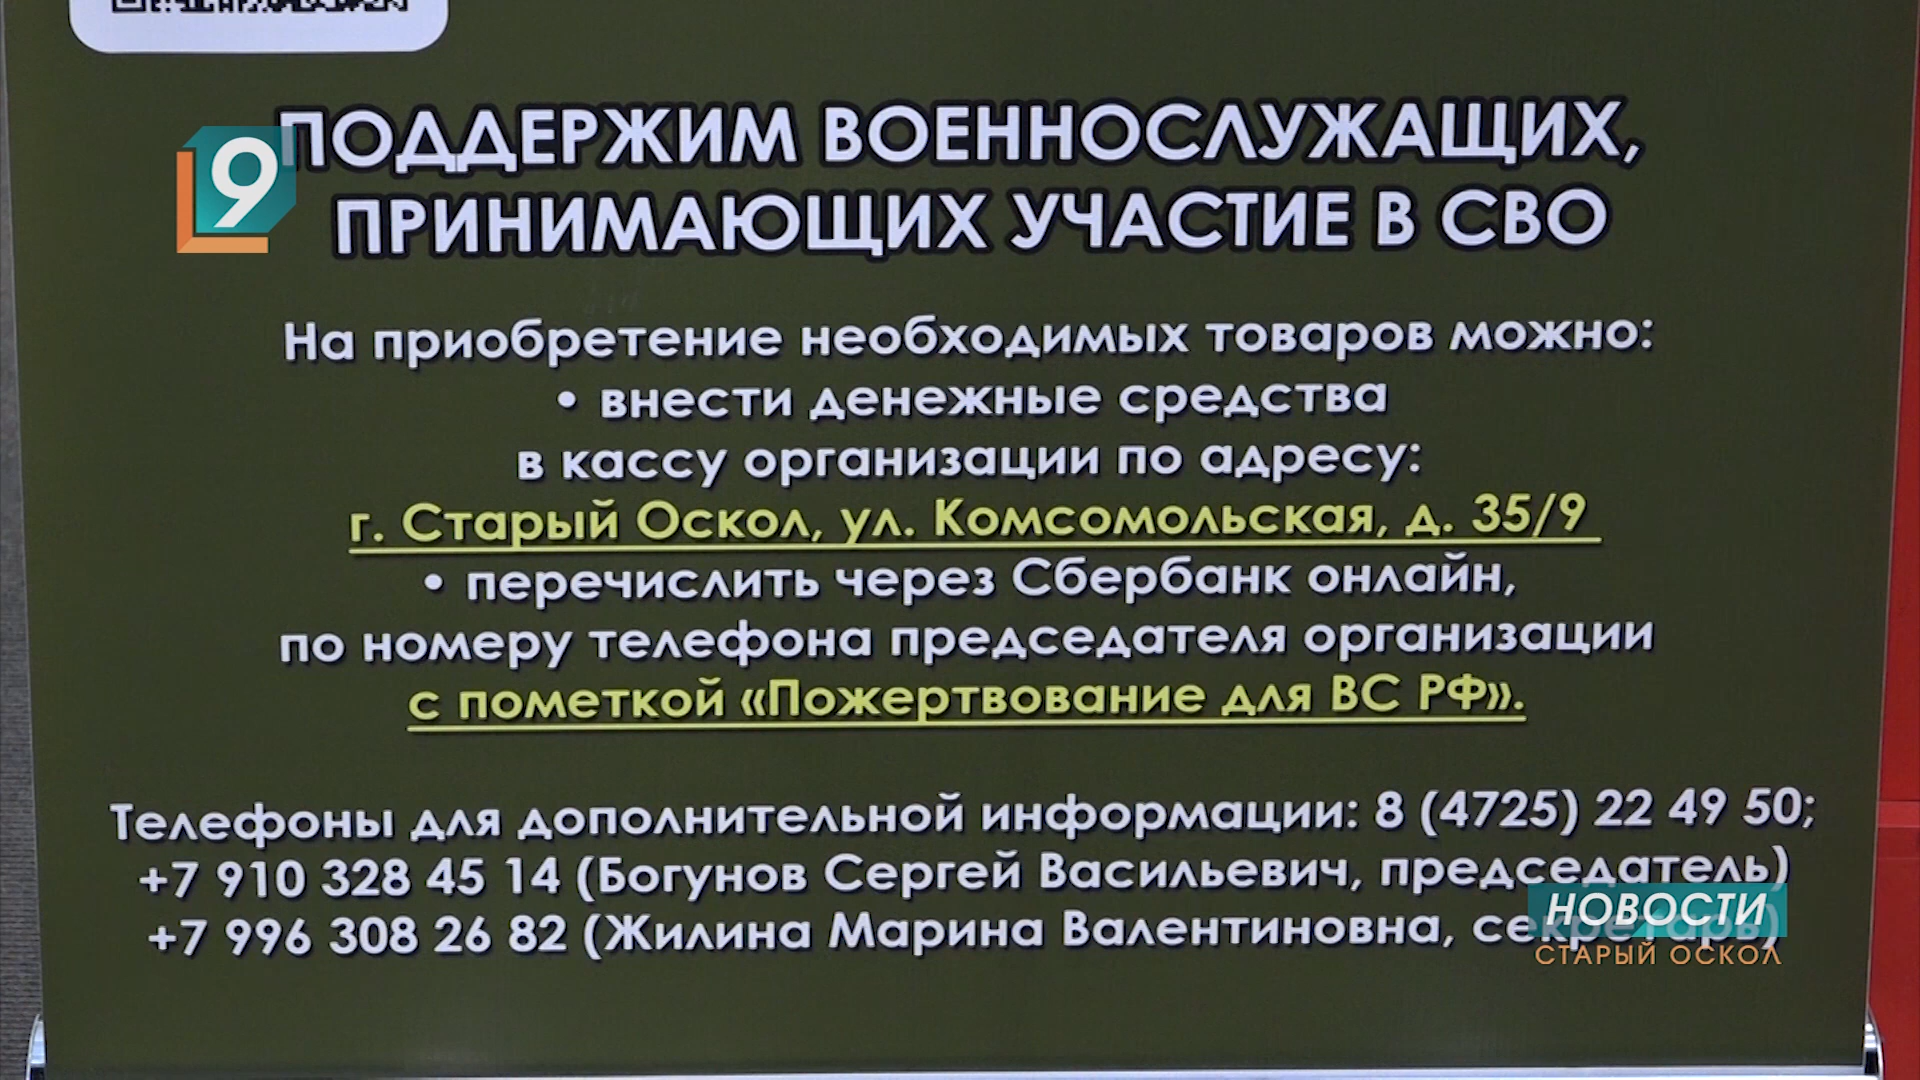 9
ПОДДЕРЖИМ ВОЕННОСЛУЖАЩИХ,
ПРИНИМАЮЩИХ УЧАСТИЕ В СВО
На приобретение необходимых товаров можно:
• внести денежные средства
в кассу организации по адресу:
г. Старый Оскол, ул. Комсомольская, д. 35/9
• перечислить через Сбербанк онлайн,
по номеру телефона председателя организации
с пометкой «Пожертвование для ВС РФ».
Телефоны для дополнительной информации: 8 (4725) 22 49 50;
+7 910 328 45 14 (Богунов Сергей Васильевич, председатель)
+7 996 308 26 82 (Жилина Марина Валентиновна, секретарь)
НОВОСТИ
СТАРЫЙ ОСКОЛ